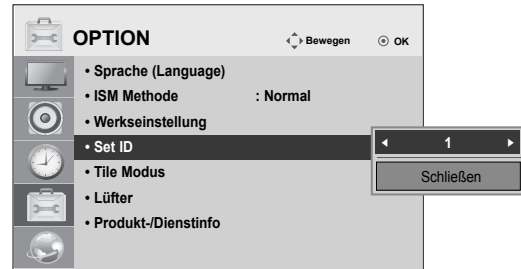 OPTION
Bewegen
OK
• Sprache (Language)
• ISM Methode : Normal
• Werkseinstellung
• Set ID
1
• Tile Modus
Schließen
• Lüfter
• Produkt-/Dienstinfo